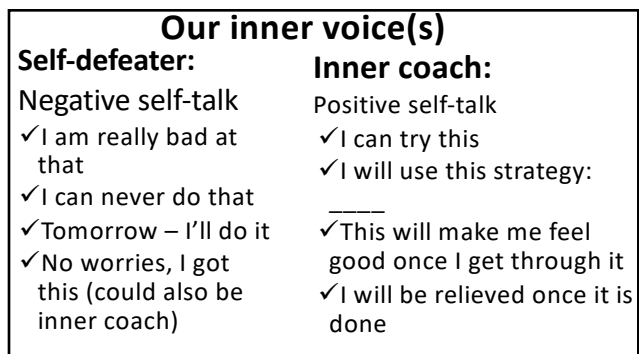 Our inner voice(s)
Self-defeater:
Negative self-talk
✓I am really bad at
that
✓I can never do that
✓Tomorrow – I'll do it
✓No worries, I got
this (could also be
inner coach)
Inner coach:
Positive self-talk
✓I can try this
✓I will use this strategy:
____
✓This will make me feel
good once I get through it
✓I will be relieved once it is
done